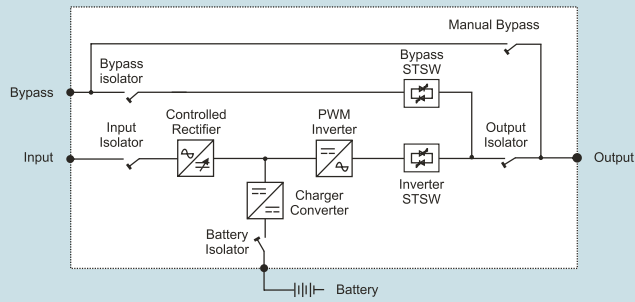 Manual Bypass
Bypass
STSW
Bypass
isolator
Bypass
Controlled
Rectifier
PWM
Inverter
Input
Isolator
Output
Isolator
Input
Output
Inverter
STSW
Charger
Converter
Battery
Isolator
Battery